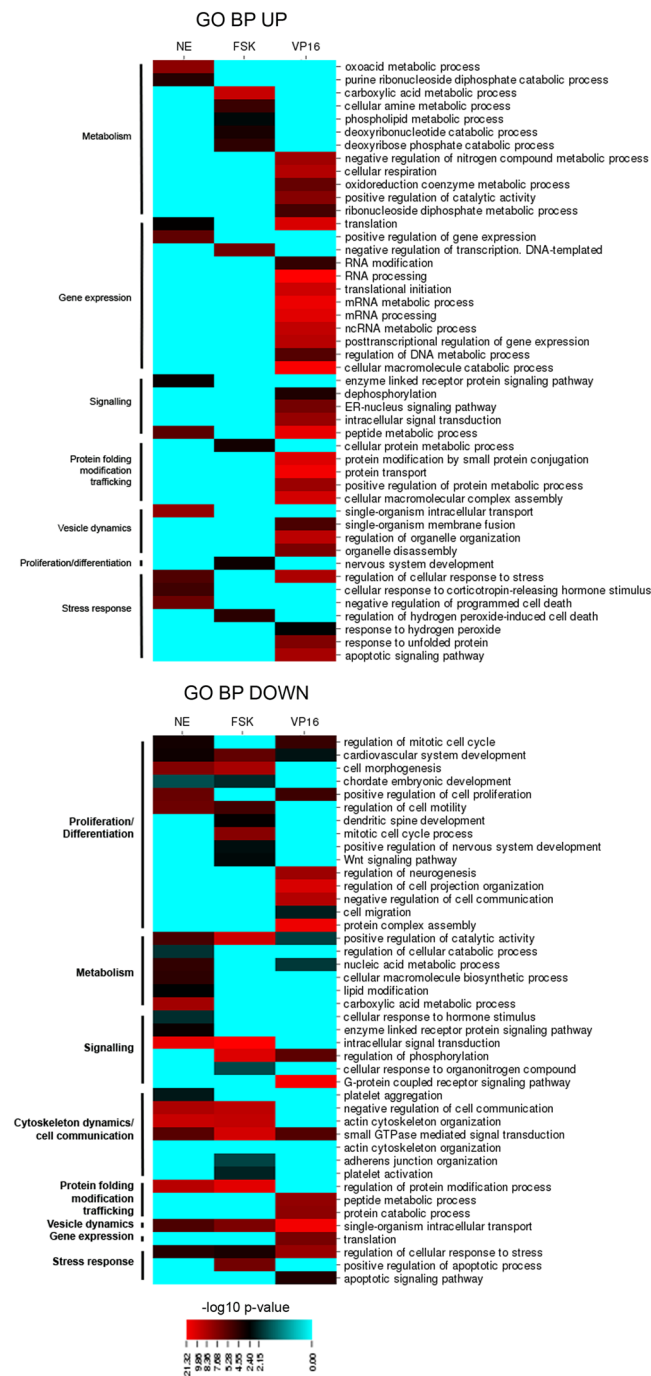 GO BP UP
NE FSK VP16
Metabolism
oxoacid metabolic process
purine ribonucleoside diphosphate catabolic process
carboxylic acid metabolic process
cellular amine metabolic process
phospholipid metabolic process
deoxyribonucleotide catabolic process
deoxyribose phosphate catabolic process
negative regulation of nitrogen compound metabolic process
cellular respiration
oxidoreduction coenzyme metabolic process
positive regulation of catalytic activity
ribonucleoside diphosphate metabolic process
Gene expression
translation
positive regulation of gene expression
negative regulation of transcription. DNA-templated
RNA modification
RNA processing
translational initiation
mRNA metabolic process
mRNA processing
ncRNA metabolic process
posttranscriptional regulation of gene expression
regulation of DNA metabolic process
cellular macromolecule catabolic process
Signalling
enzyme linked receptor protein signaling pathway
dephosphorylation
ER-nucleus signaling pathway
intracellular signal transduction
peptide metabolic process
Protein folding
modification
trafficking
cellular protein metabolic process
protein modification by small protein conjugation
protein transport
positive regulation of protein metabolic process
cellular macromolecular complex assembly
Vesicle dynamics
single-organism intracellular transport
single-organism membrane fusion
regulation of organelle organization
organelle disassembly
Proliferation/differentiation
nervous system development
Stress response
regulation of cellular response to stress
cellular response to corticotropin-releasing hormone stimulus
negative regulation of programmed cell death
regulation of hydrogen peroxide-induced cell death
response to hydrogen peroxide
response to unfolded protein
apoptotic signaling pathway
GO BP DOWN
NE FSK VP16
Proliferation/
Differentiation
regulation of mitotic cell cycle
cardiovascular system development
cell morphogenesis
chordate embryonic development
positive regulation of cell proliferation
regulation of cell motility
dendritic spine development
mitotic cell cycle process
positive regulation of nervous system development
Wnt signaling pathway
regulation of neurogenesis
regulation of cell projection organization
negative regulation of cell communication
cell migration
protein complex assembly
Metabolism
positive regulation of catalytic activity
regulation of cellular catabolic process
nucleic acid metabolic process
cellular macromolecule biosynthetic process
lipid modification
carboxylic acid metabolic process
Signalling
cellular response to hormone stimulus
enzyme linked receptor protein signaling pathway
intracellular signal transduction
regulation of phosphorylation
cellular response to organonitrogen compound
G-protein coupled receptor signaling pathway
Cytoskeleton dynamics/
cell communication
platelet aggregation
negative regulation of cell communication
actin cytoskeleton organization
small GTPase mediated signal transduction
actin cytoskeleton organization
adherens junction organization
platelet activation
Protein folding
modification
trafficking
regulation of protein modification process
peptide metabolic process
protein catabolic process
Vesicle dynamics
single-organism intracellular transport
Gene expression
translation
Stress response
regulation of cellular response to stress
positive regulation of apoptotic process
apoptotic signaling pathway
-log10 p-value
21.32 9.86 8.36 7.68 5.28 4.55 2.40 2.15 0.00